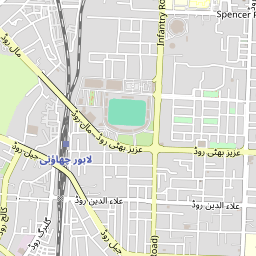 Spencer
Infantry Ro
مال روڈ
مال روڈ
عزیز بھٹی روڈ
عزیز بھٹی روڈ
جیل روڈ
لاہور چھاؤنی
علاء الدین روڈ
علاء الدین روڈ
گلبرگ روڈ
کالج روڈ
جیل روڈ
Road)